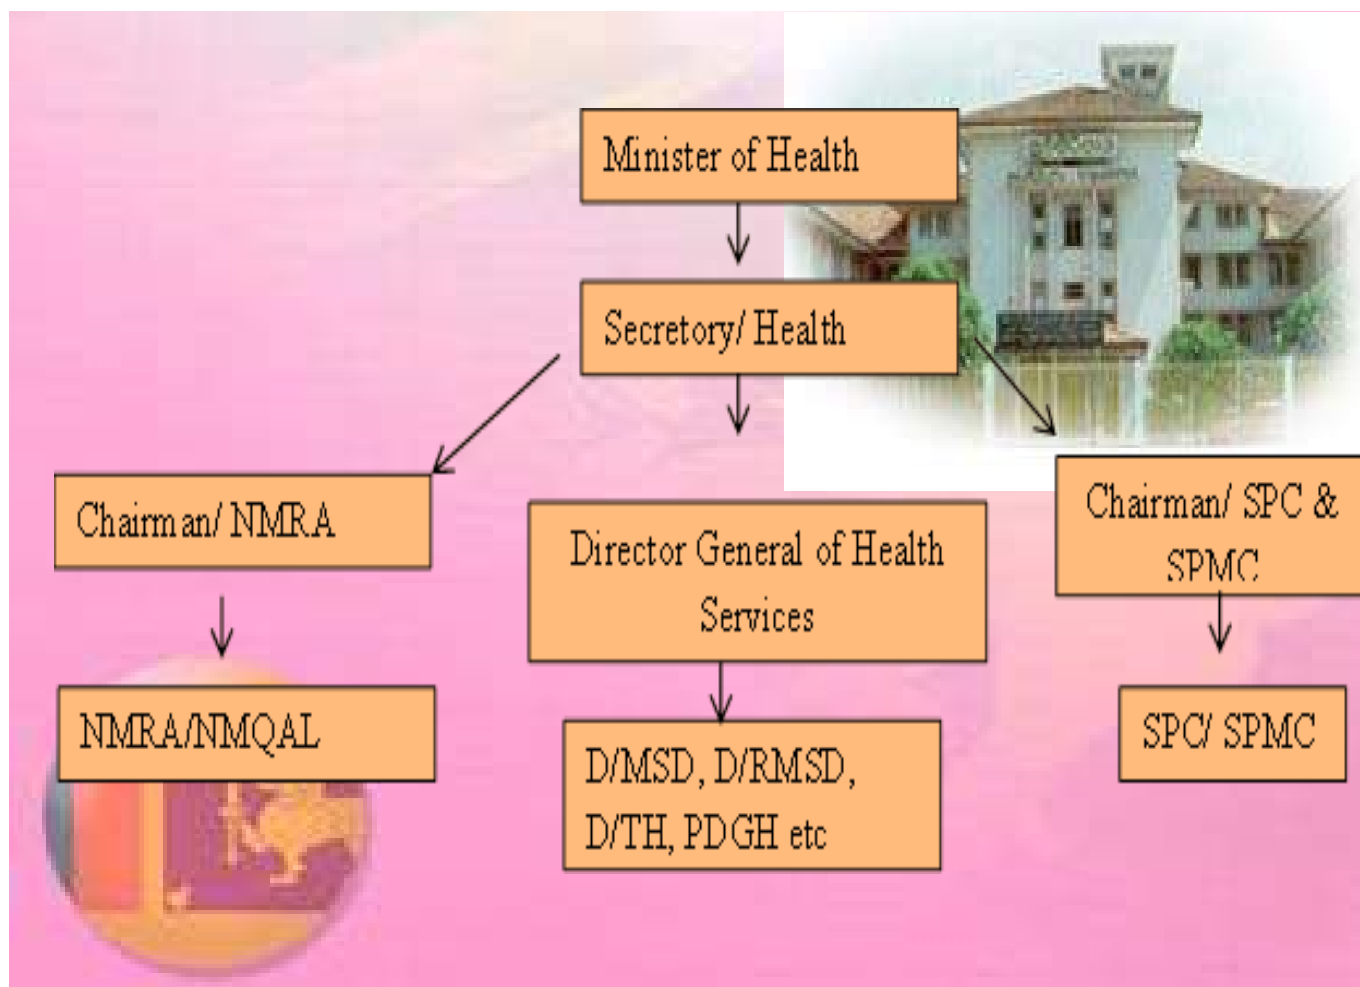 Minister of Health
Secretory/ Health
Chairman/ NMRA
Director General of Health
Services
Chairman/ SPC &
SPMC
NMRA/NMQAL
D/MSD, D/RMSD,
D/TH, PDGH etc
SPC/ SPMC